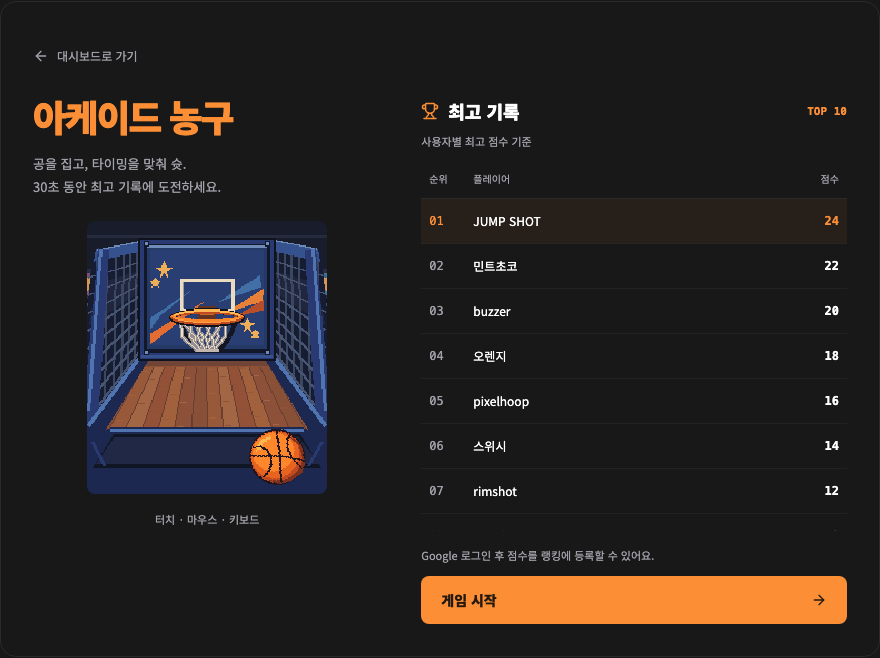 대시보드로 가기
아케이드 농구
공을 집고, 타이밍을 맞춰 슛.
30초 동안 최고 기록에 도전하세요.
터치 · 마우스 · 키보드
최고 기록
TOP 10
사용자별 최고 점수 기준
순위 플레이어 점수
01 JUMP SHOT 24
02 민트초코 22
03 buzzer 20
04 오렌지 18
05 pixelhoop 16
06 스위시 14
07 rimshot 12
Google 로그인 후 점수를 랭킹에 등록할 수 있어요.
게임 시작